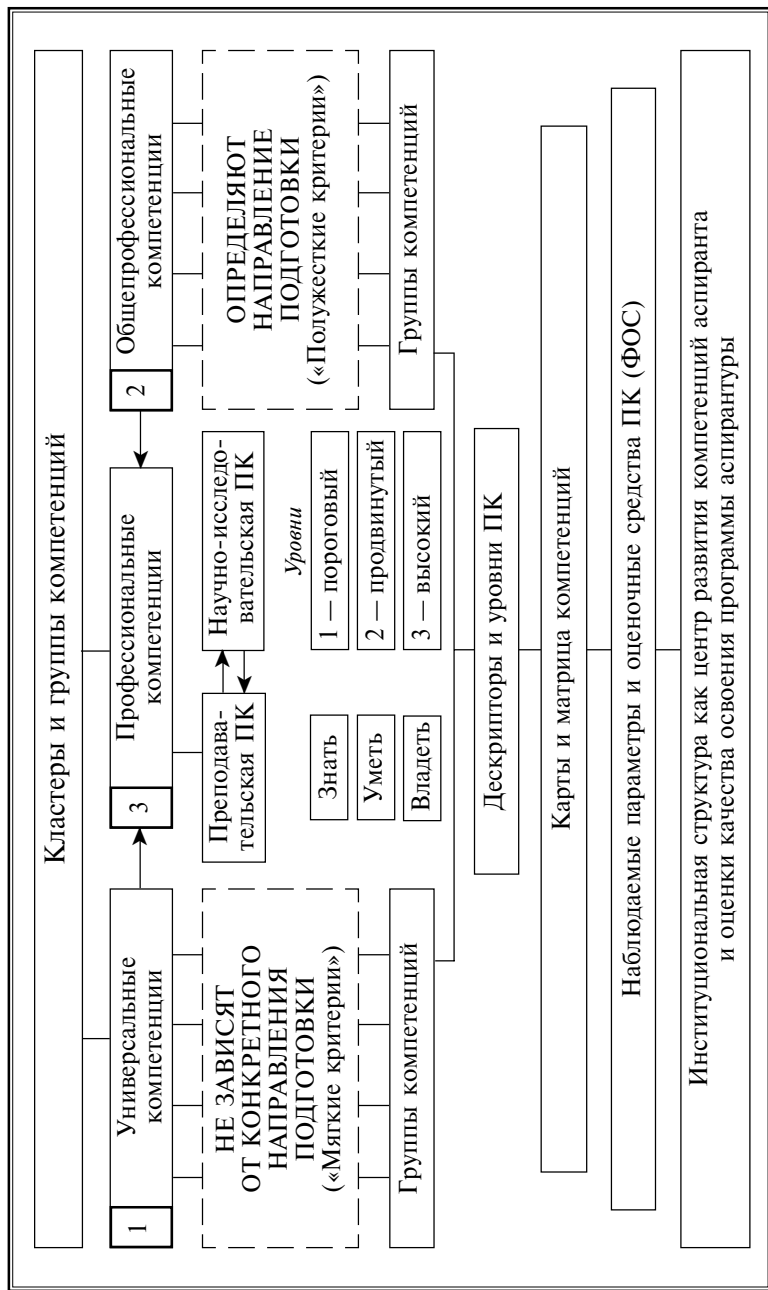 Кластеры и группы компетенций
1
Универсальные
компетенции
3
Профессиональные
компетенции
2
Общепрофессиональные
компетенции
НЕ ЗАВИСЯТ
ОТ КОНКРЕТНОГО
НАПРАВЛЕНИЯ
ПОДГОТОВКИ
(«Мягкие критерии»)
Преподава-
тельская ПК
Научно-исследо-
вательская ПК
ОПРЕДЕЛЯЮТ
НАПРАВЛЕНИЕ
ПОДГОТОВКИ
(«Полужесткие критерии»)
Уровни
Знать
1 — пороговый
Уметь
2 — продвинутый
Владеть
3 — высокий
Группы компетенций
Группы компетенций
Дескрипторы и уровни ПК
Карты и матрица компетенций
Наблюдаемые параметры и оценочные средства ПК (ФОС)
Институциональная структура как центр развития компетенций аспиранта
и оценки качества освоения программы аспирантуры